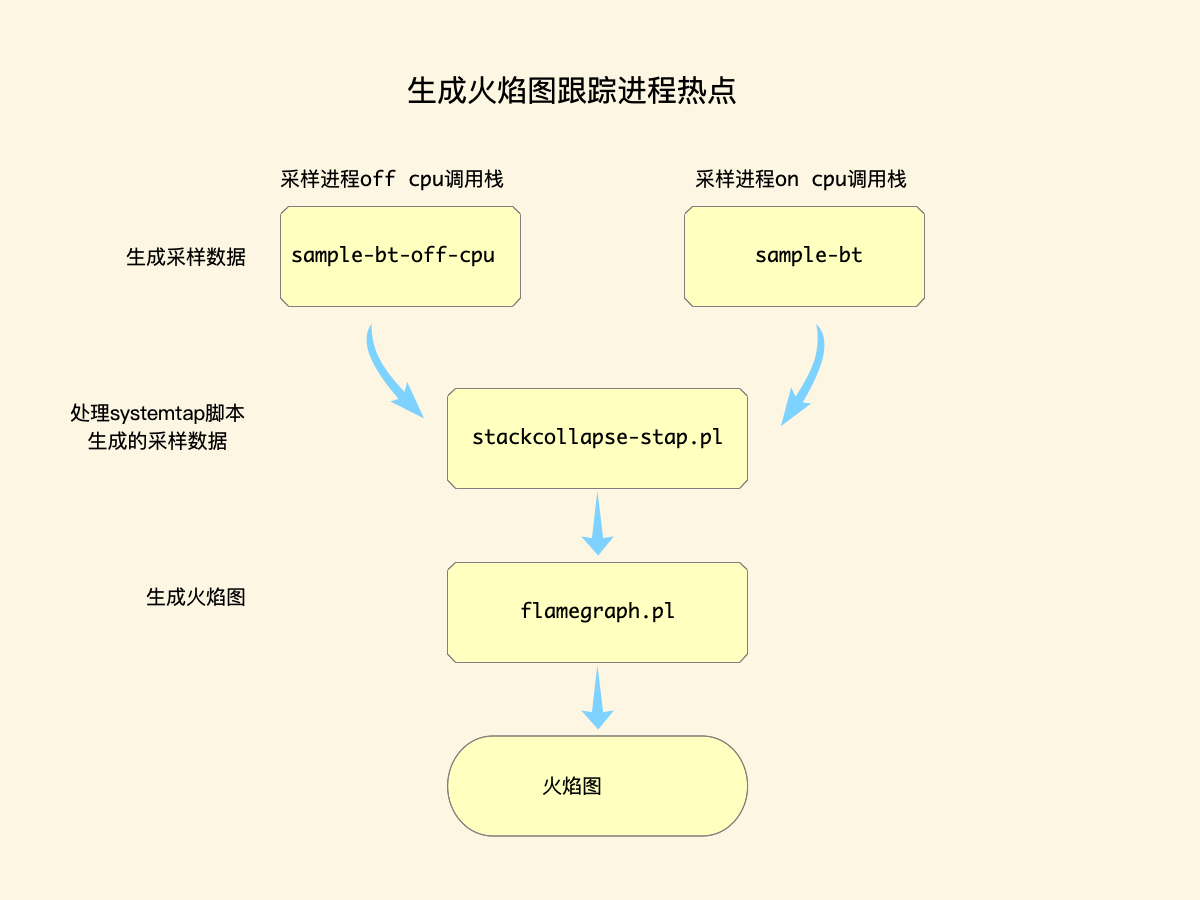 生成火焰图跟踪进程热点
采样进程off cpu调用栈
采样进程on cpu调用栈
生成采样数据
sample-bt-off-cpu
sample-bt
处理systemtap脚本
生成的采样数据
stackcollapse-stap.pl
生成火焰图
flamegraph.pl
火焰图